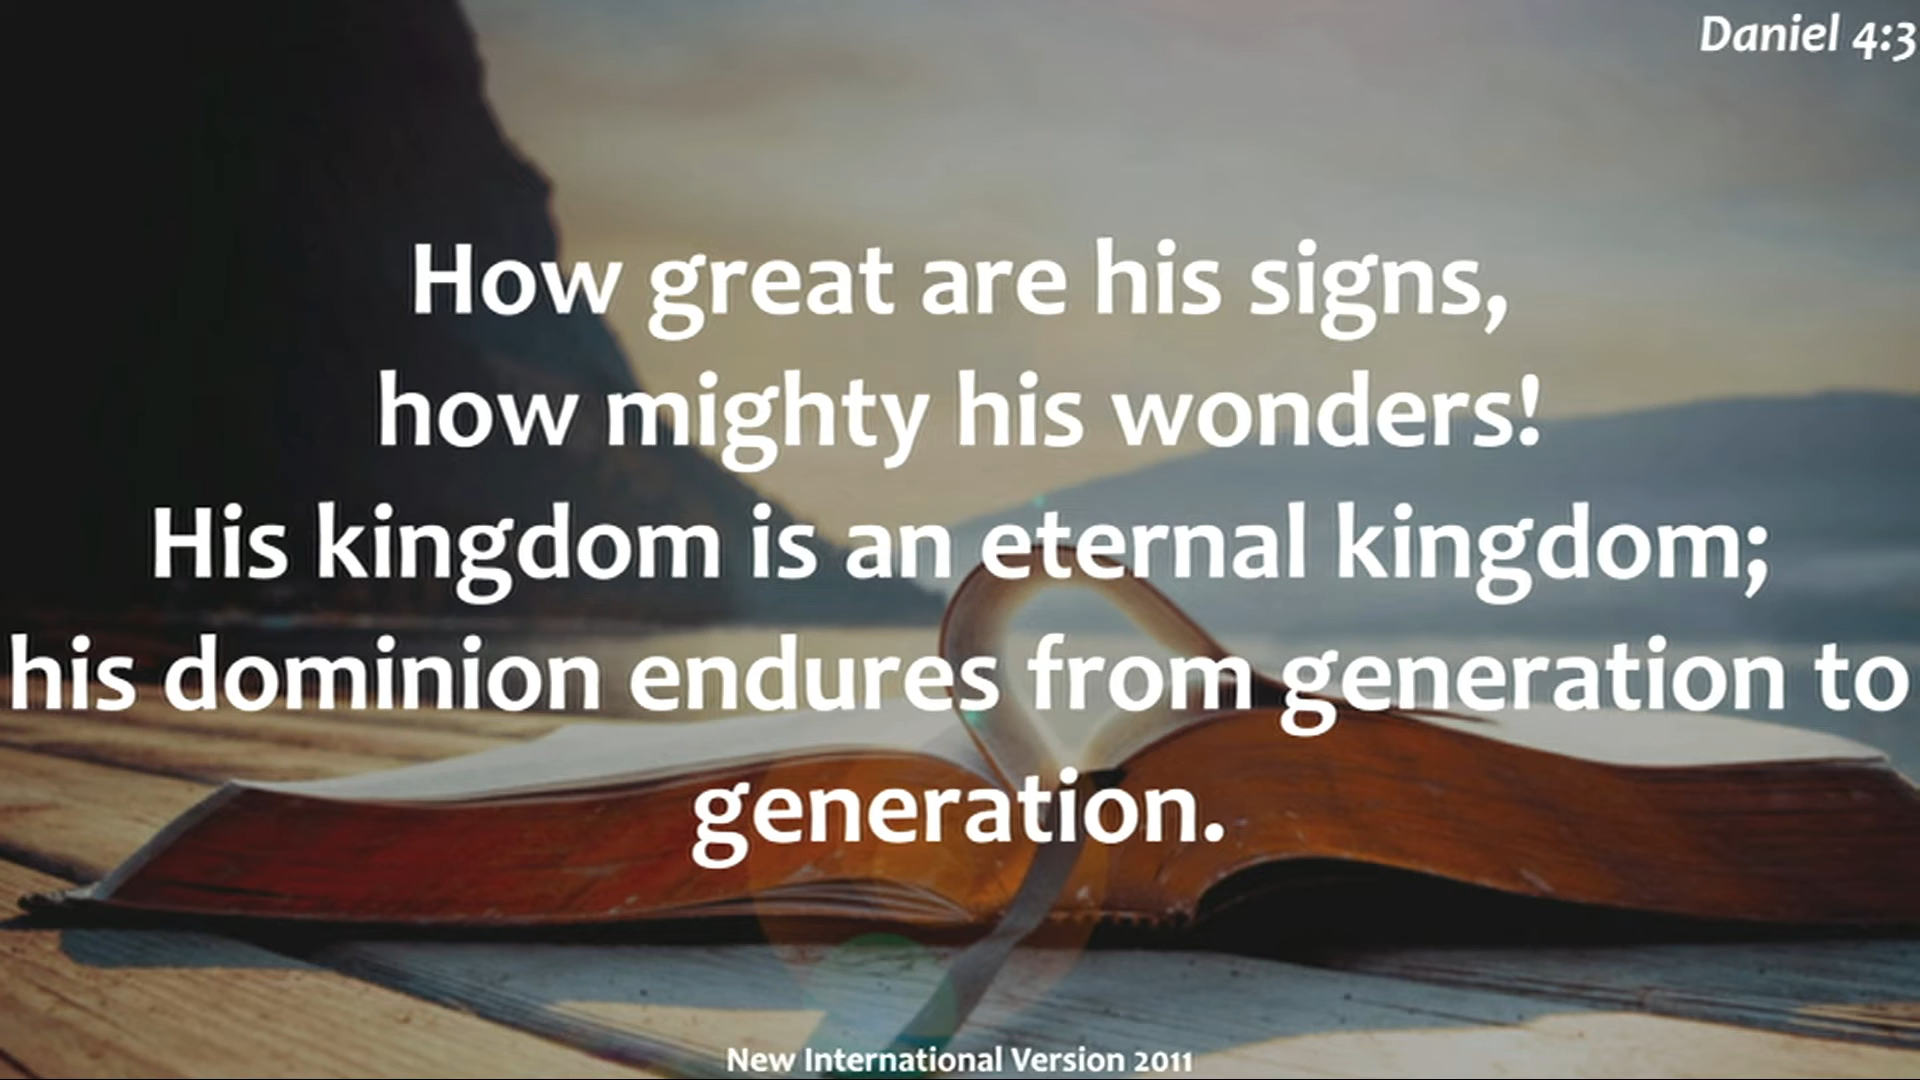 Daniel 4:3
How great are his signs,
how mighty his wonders!
His kingdom is an eternal kingdom;
his dominion endures from generation to
generation.
New International Version 2011